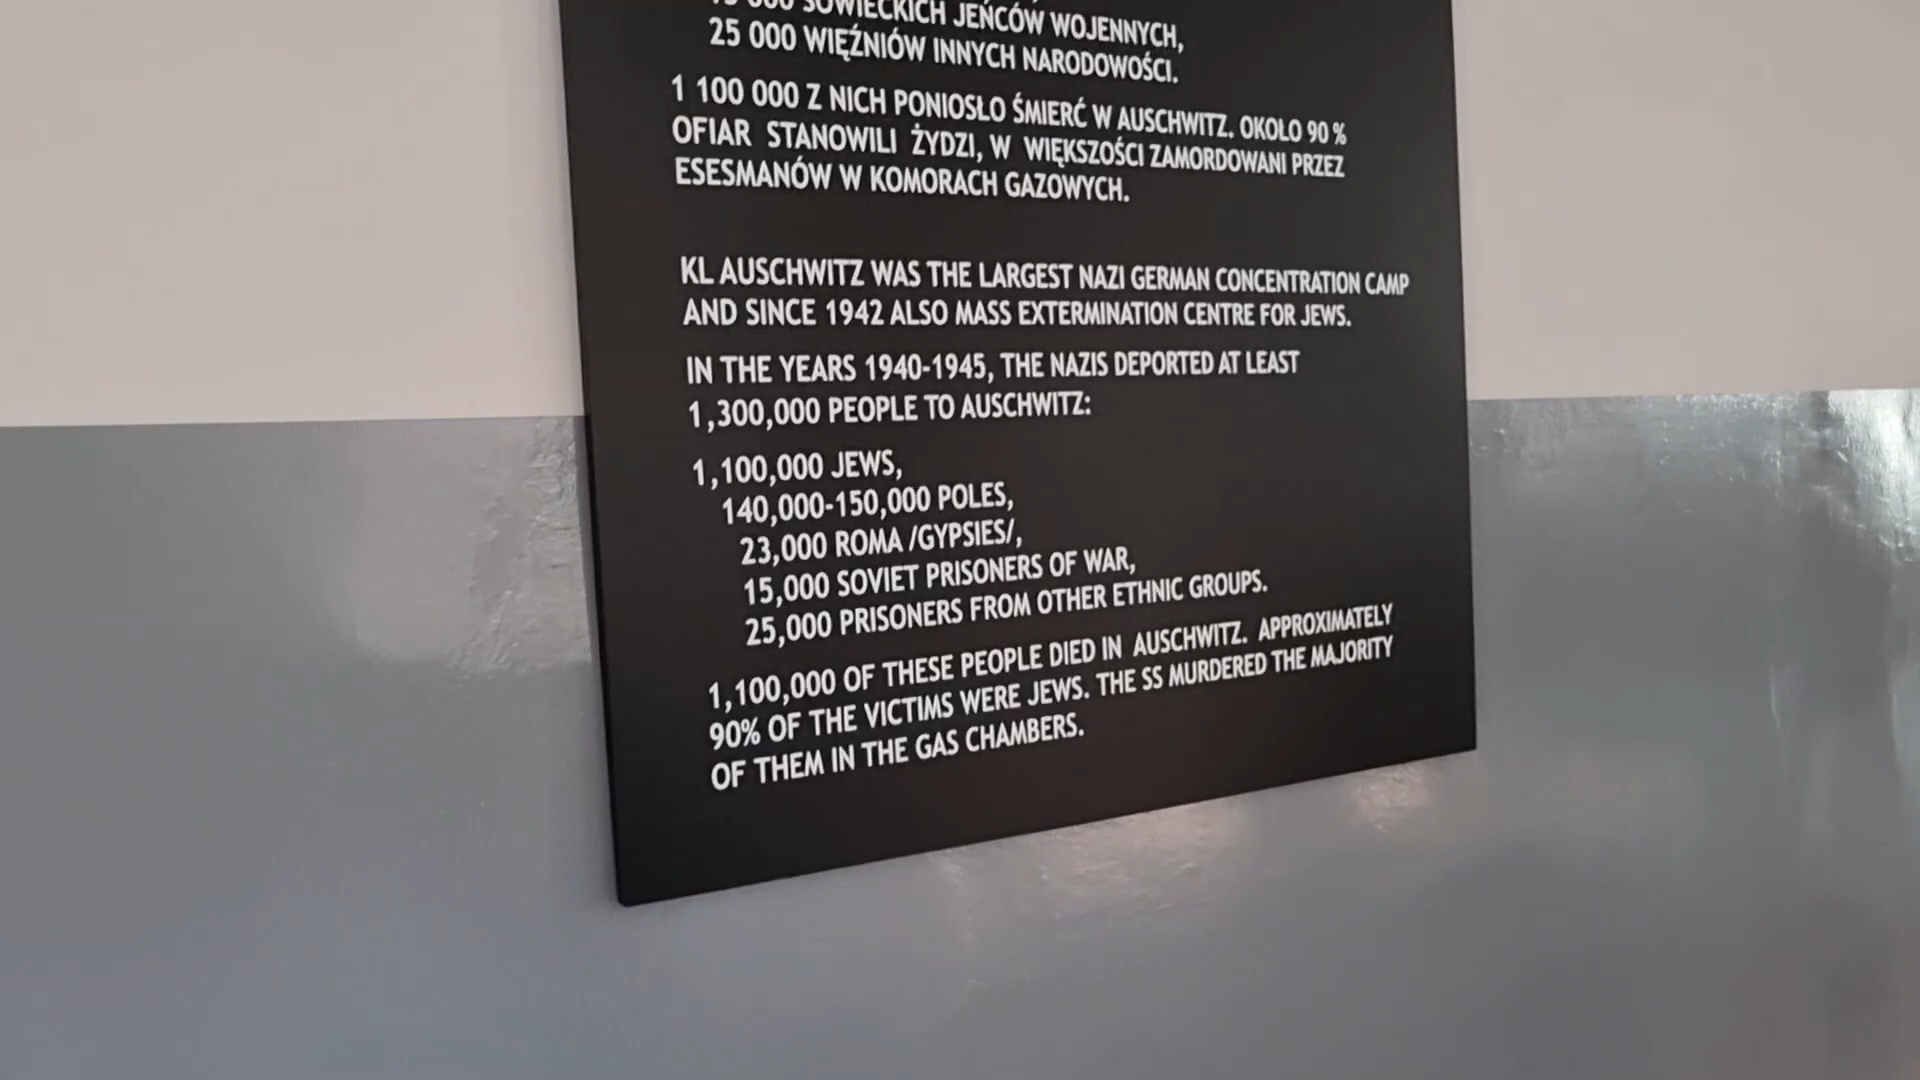 SOWIECKICH JEŃCÓW WOJENNYCH,
25 000 WIĘŹNIÓW INNYCH NARODOWOŚCI.
1 100 000 Z NICH PONIOSŁO ŚMIERĆ W AUSCHWITZ. OKOŁO 90 %
OFIAR STANOWILI ŻYDZI, W WIĘKSZOŚCI ZAMORDOWANI PRZEZ
ESESMANÓW W KOMORACH GAZOWYCH.
KL AUSCHWITZ WAS THE LARGEST NAZI GERMAN CONCENTRATION CAMP
AND SINCE 1942 ALSO MASS EXTERMINATION CENTRE FOR JEWS.
IN THE YEARS 1940-1945, THE NAZIS DEPORTED AT LEAST
1,300,000 PEOPLE TO AUSCHWITZ:
1,100,000 JEWS,
140,000-150,000 POLES,
23,000 ROMA /GYPSIES/,
15,000 SOVIET PRISONERS OF WAR,
25,000 PRISONERS FROM OTHER ETHNIC GROUPS.
1,100,000 OF THESE PEOPLE DIED IN AUSCHWITZ. APPROXIMATELY
90% OF THE VICTIMS WERE JEWS. THE SS MURDERED THE MAJORITY
OF THEM IN THE GAS CHAMBERS.